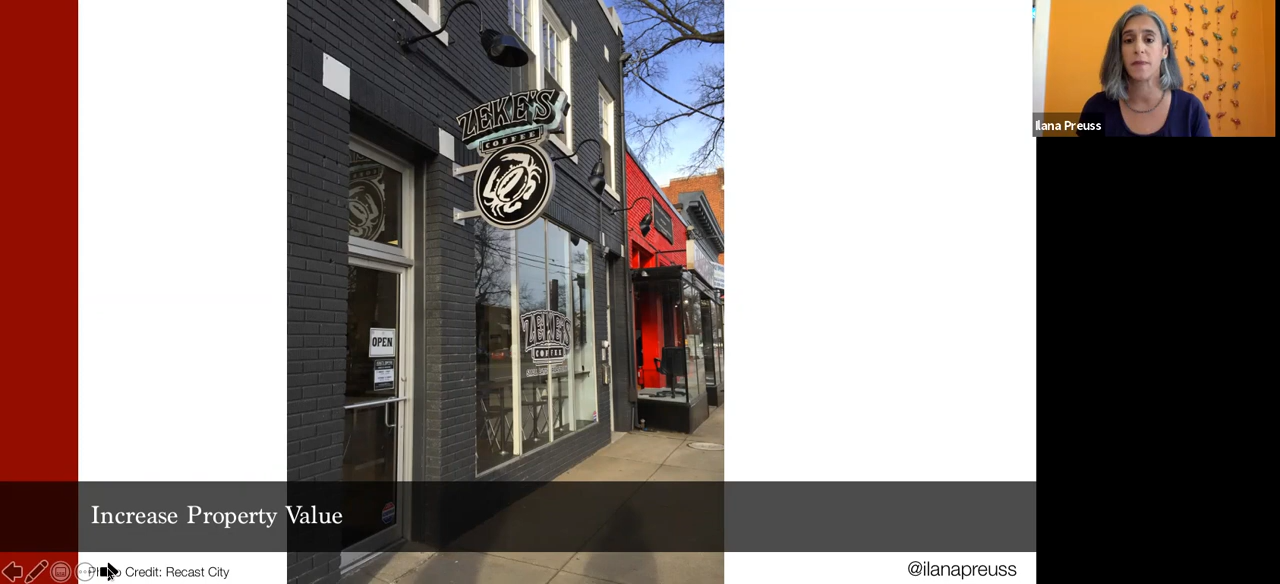 ZEKE'S
COFFEE
OPEN
ZEKE'S
COFFEE
Ilana Preuss
Increase Property Value
Credit: Recast City
@ilanapreuss